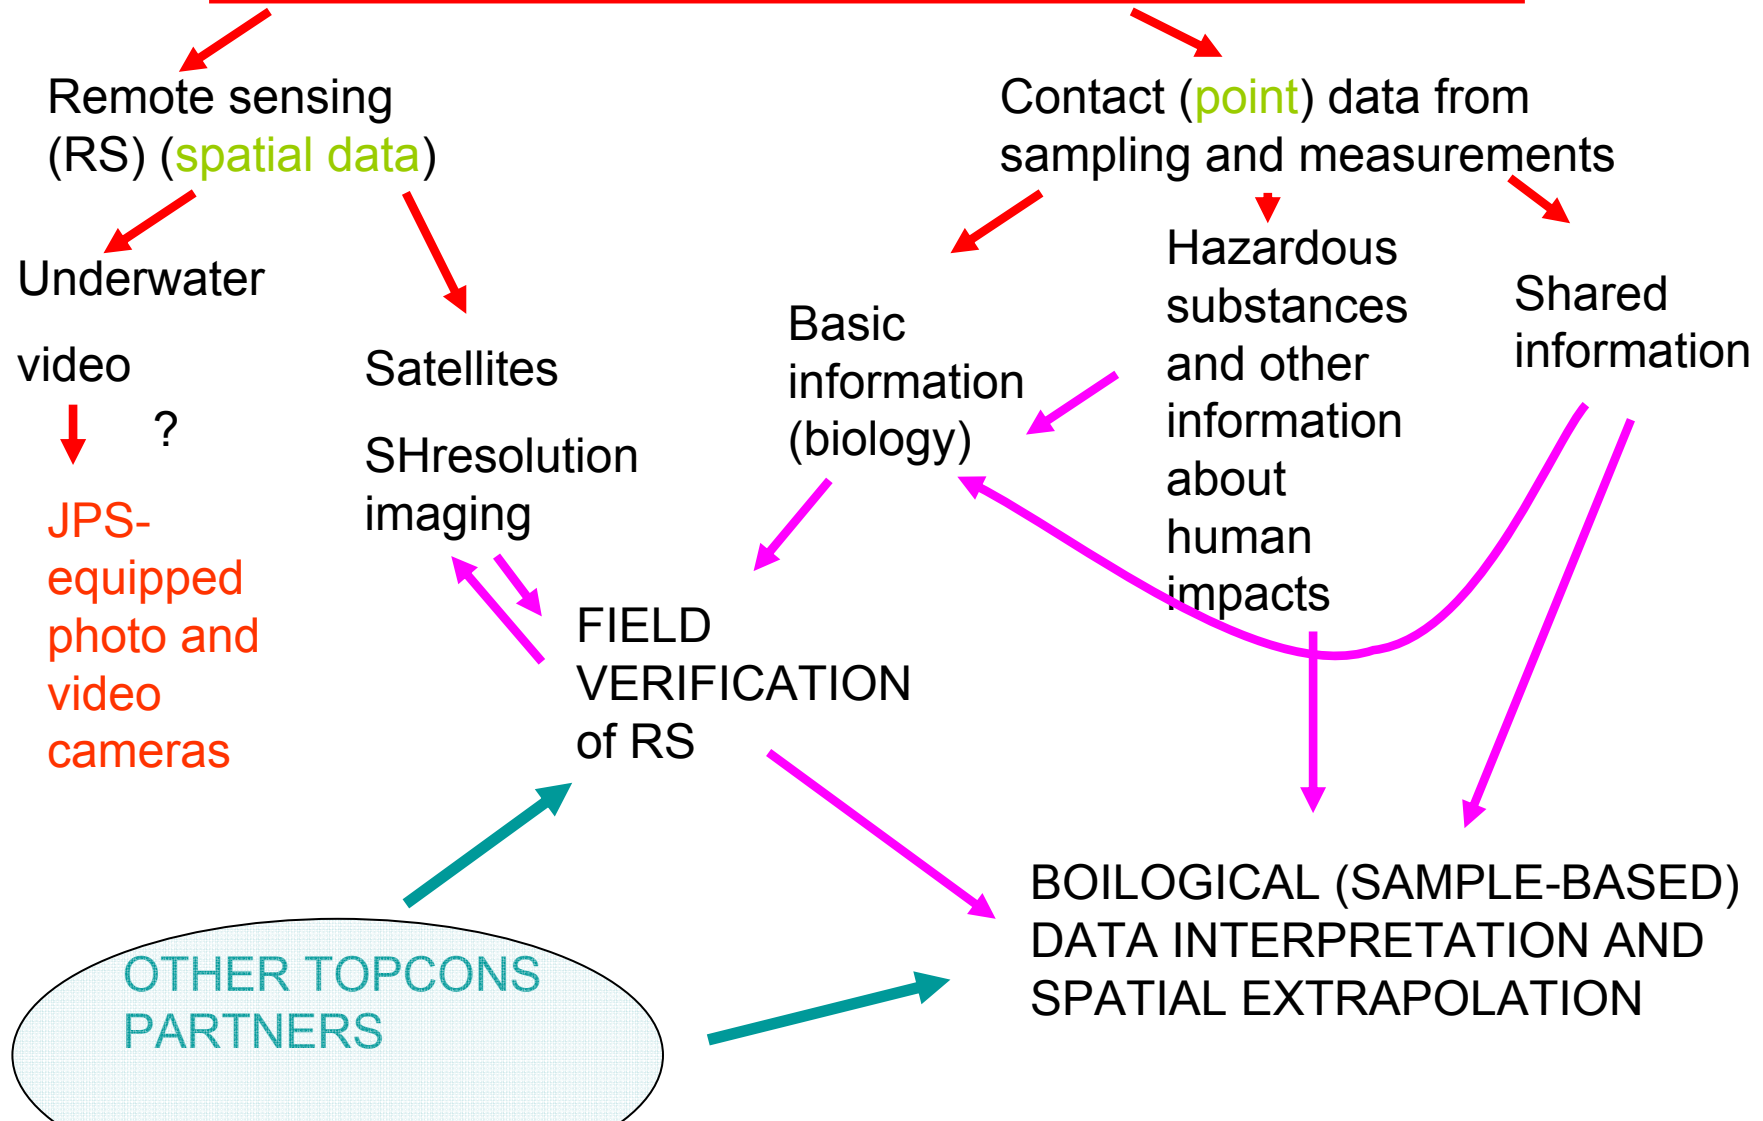 Remote sensing
(RS) (spatial data)
Contact (point) data from
sampling and measurements
Underwater
video
?
JPS-
equipped
photo and
video
cameras
Satellites
SHresolution
imaging
Basic
information
(biology)
Hazardous
substances
and other
information
about
human
impacts
Shared
information
FIELD
VERIFICATION
of RS
OTHER TOPCONS
PARTNERS
BOILOGICAL (SAMPLE-BASED)
DATA INTERPRETATION AND
SPATIAL EXTRAPOLATION